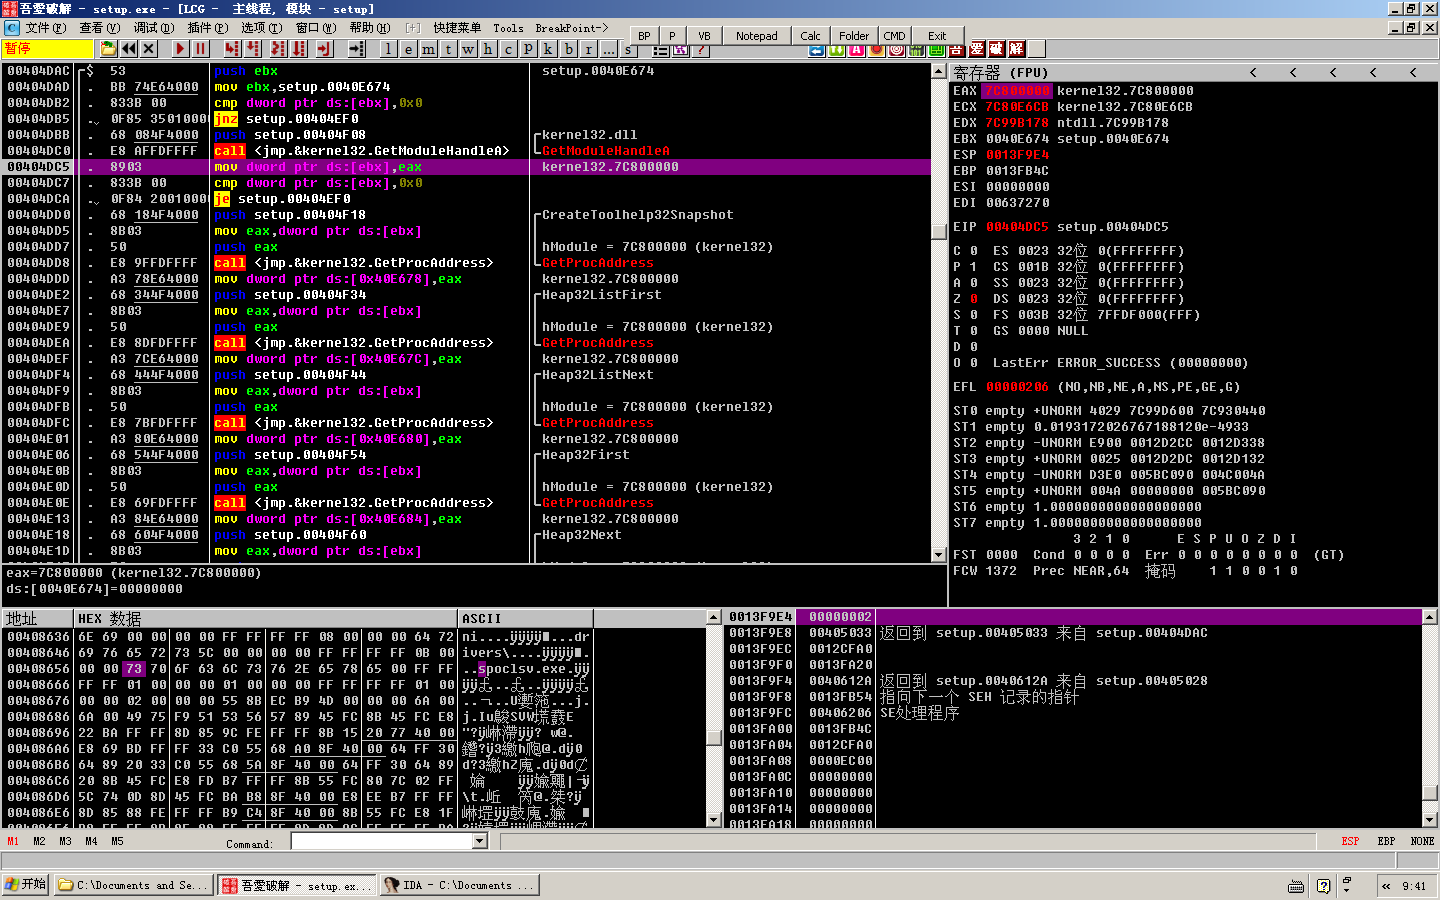 吾爱破解 - setup.exe - [LCG - 主线程, 模块 - setup]
文件(F) 查看(V) 调试(D) 插件(P) 选项(T) 窗口(W) 帮助(H) [+] 快捷菜单 Tools BreakPoint->
BP P VB Notepad Calc Folder CMD Exit
暂停 l e m t w h c p k b r ... s
00404DAC $ 53 push ebx setup.0040E674
00404DAD . BB 74E64000 mov ebx,setup.0040E674
00404DB2 . 833B 00 cmp dword ptr ds:[ebx],0x0
00404DB5 . 0F85 35010000 jnz setup.00404EF0
00404DBB . 68 084F4000 push setup.00404F08 kernel32.dll
00404DC0 . E8 AFFDFFFF call <jmp.&kernel32.GetModuleHandleA> GetModuleHandleA
00404DC5 . 8903 mov dword ptr ds:[ebx],eax kernel32.7C800000
00404DC7 . 833B 00 cmp dword ptr ds:[ebx],0x0
00404DCA . 0F84 20010000 je setup.00404EF0
00404DD0 . 68 184F4000 push setup.00404F18 CreateToolhelp32Snapshot
00404DD5 . 8B03 mov eax,dword ptr ds:[ebx]
00404DD7 . 50 push eax hModule = 7C800000 (kernel32)
00404DD8 . E8 9FFDFFFF call <jmp.&kernel32.GetProcAddress> GetProcAddress
00404DDD . A3 78E64000 mov dword ptr ds:[0x40E678],eax kernel32.7C800000
00404DE2 . 68 344F4000 push setup.00404F34 Heap32ListFirst
00404DE7 . 8B03 mov eax,dword ptr ds:[ebx]
00404DE9 . 50 push eax hModule = 7C800000 (kernel32)
00404DEA . E8 8DFDFFFF call <jmp.&kernel32.GetProcAddress> GetProcAddress
00404DEF . A3 7CE64000 mov dword ptr ds:[0x40E67C],eax kernel32.7C800000
00404DF4 . 68 444F4000 push setup.00404F44 Heap32ListNext
00404DF9 . 8B03 mov eax,dword ptr ds:[ebx]
00404DFB . 50 push eax hModule = 7C800000 (kernel32)
00404DFC . E8 7BFDFFFF call <jmp.&kernel32.GetProcAddress> GetProcAddress
00404E01 . A3 80E64000 mov dword ptr ds:[0x40E680],eax kernel32.7C800000
00404E06 . 68 544F4000 push setup.00404F54 Heap32First
00404E0B . 8B03 mov eax,dword ptr ds:[ebx]
00404E0D . 50 push eax hModule = 7C800000 (kernel32)
00404E0E . E8 69FDFFFF call <jmp.&kernel32.GetProcAddress> GetProcAddress
00404E13 . A3 84E64000 mov dword ptr ds:[0x40E684],eax kernel32.7C800000
00404E18 . 68 604F4000 push setup.00404F60 Heap32Next
00404E1D . 8B03 mov eax,dword ptr ds:[ebx]
eax=7C800000 (kernel32.7C800000)
ds:[0040E674]=00000000
寄存器 (FPU) < < < < <
EAX 7C800000 kernel32.7C800000
ECX 7C80E6CB kernel32.7C80E6CB
EDX 7C99B178 ntdll.7C99B178
EBX 0040E674 setup.0040E674
ESP 0013F9E4
EBP 0013FB4C
ESI 00000000
EDI 00637270
EIP 00404DC5 setup.00404DC5
C 0 ES 0023 32位 0(FFFFFFFF)
P 1 CS 001B 32位 0(FFFFFFFF)
A 0 SS 0023 32位 0(FFFFFFFF)
Z 0 DS 0023 32位 0(FFFFFFFF)
S 0 FS 003B 32位 7FFDF000(FFF)
T 0 GS 0000 NULL
D 0
O 0 LastErr ERROR_SUCCESS (00000000)
EFL 00000206 (NO,NB,NE,A,NS,PE,GE,G)
ST0 empty +UNORM 4029 7C99D600 7C930440
ST1 empty 0.0193172026767188120e-4933
ST2 empty -UNORM E900 0012D2CC 0012D338
ST3 empty +UNORM 0025 0012D2DC 0012D132
ST4 empty -UNORM D3E0 005BC090 004C004A
ST5 empty +UNORM 004A 00000000 005BC090
ST6 empty 1.0000000000000000000
ST7 empty 1.0000000000000000000
3 2 1 0 E S P U O Z D I
FST 0000 Cond 0 0 0 0 Err 0 0 0 0 0 0 0 0 (GT)
FCW 1372 Prec NEAR,64 掩码 1 1 0 0 1 0
地址 HEX 数据 ASCII
00408636 6E 69 00 00 00 00 FF FF FF FF 08 00 00 00 64 72
00408646 69 76 65 72 73 5C 00 00 00 00 FF FF FF FF 0B 00
00408656 00 00 73 70 6F 63 6C 73 76 2E 65 78 65 00 FF FF ..spoclsv.exe.
00408666 FF FF 01 00 00 00 01 00 00 00 FF FF FF FF 01 00
00408676 00 00 02 00 00 00 55 8B EC B9 4D 00 00 00 6A 00
00408686 6A 00 49 75 F9 51 53 56 57 89 45 FC 8B 45 FC E8
00408696 22 BA FF FF 8D 85 9C FE FF FF 8B 15 20 77 40 00
004086A6 E8 69 BD FF FF 33 C0 55 68 A0 8F 40 00 64 FF 30
004086B6 64 89 20 33 C0 55 68 5A 8F 40 00 64 FF 30 64 89
004086C6 20 8B 45 FC E8 FD B7 FF FF 8B 55 FC 80 7C 02 FF
004086D6 5C 74 0D 8D 45 FC BA B8 8F 40 00 E8 EE B7 FF FF
004086E6 8D 85 88 FE FF FF B9 C4 8F 40 00 8B 55 FC E8 1F
0013F9E4 00000002
0013F9E8 00405033 返回到 setup.00405033 来自 setup.00404DAC
0013F9EC 0012CFA0
0013F9F0 0013FA20
0013F9F4 0040612A 返回到 setup.0040612A 来自 setup.00405028
0013F9F8 0013FB54 指向下一个 SEH 记录的指针
0013F9FC 00406206 SE处理程序
0013FA00 0013FB4C
0013FA04 0012CFA0
0013FA08 0000EC00
0013FA0C 00000000
0013FA10 00000000
0013FA14 00000000
0013FA18 00000000
M1 M2 M3 M4 M5 Command: ESP EBP NONE
开始 C:\Documents and Se... 吾爱破解 - setup.ex... IDA - C:\Documents ... « 9:41